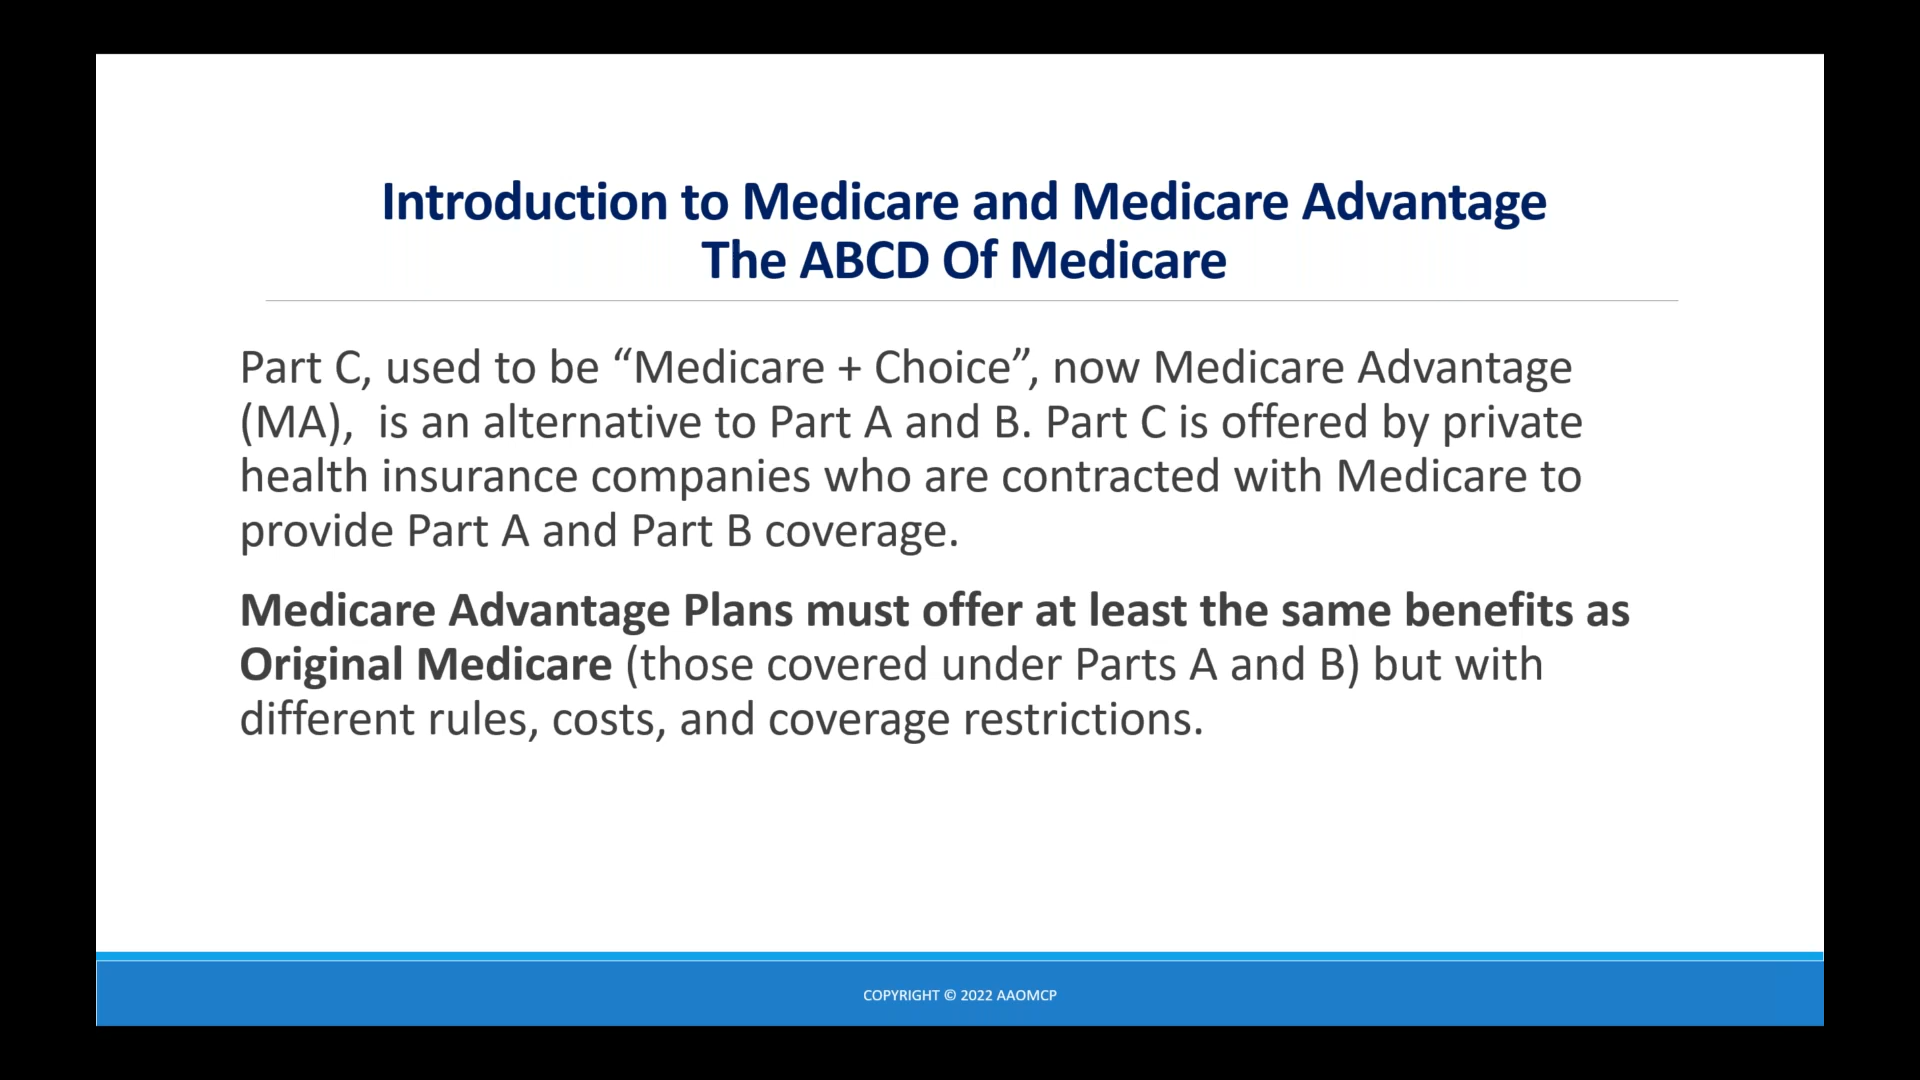 Introduction to Medicare and Medicare Advantage
The ABCD Of Medicare
Part C, used to be “Medicare + Choice”, now Medicare Advantage
(MA),  is an alternative to Part A and B. Part C is offered by private
health insurance companies who are contracted with Medicare to
provide Part A and Part B coverage.
Medicare Advantage Plans must offer at least the same benefits as
Original Medicare (those covered under Parts A and B) but with
different rules, costs, and coverage restrictions.
COPYRIGHT © 2022 AAOMCP